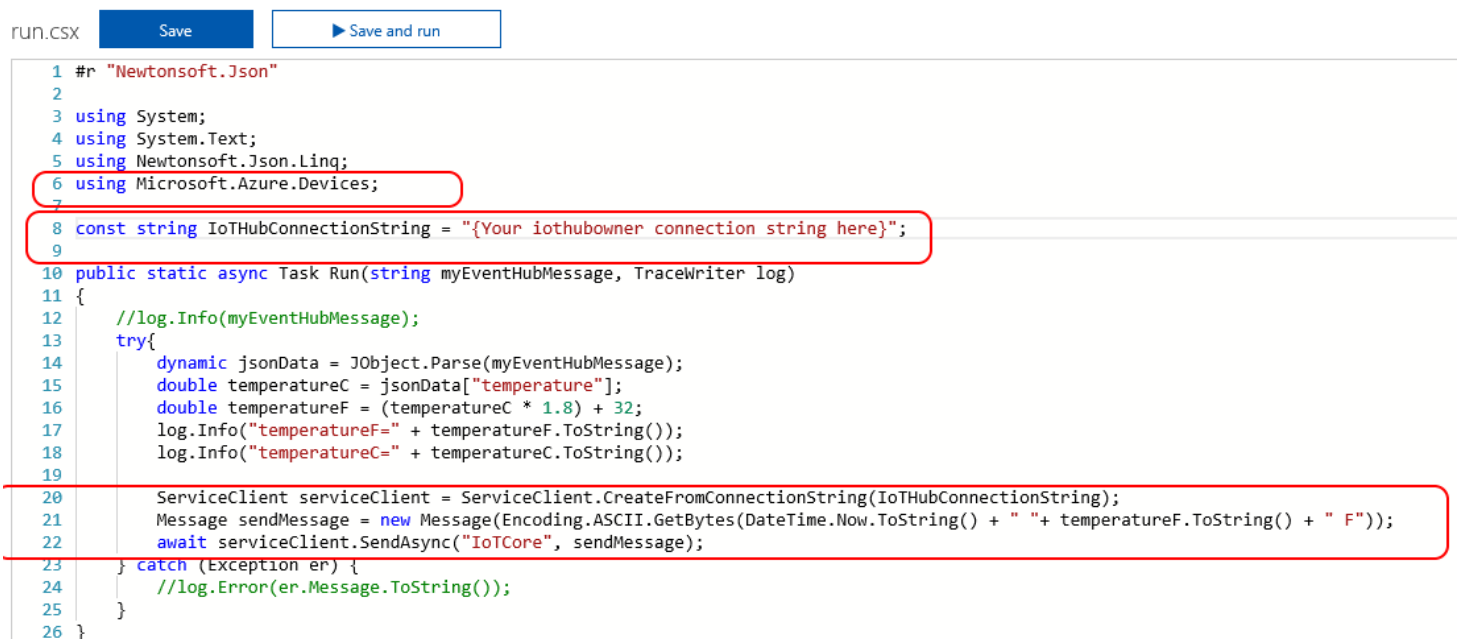 run.csx Save Save and run
1 #r "Newtonsoft.Json"
2
3 using System;
4 using System.Text;
5 using Newtonsoft.Json.Linq;
6 using Microsoft.Azure.Devices;
7
8 const string IoTHubConnectionString = "{Your iothubowner connection string here}";
9
10 public static async Task Run(string myEventHubMessage, TraceWriter log)
11 {
12     //log.Info(myEventHubMessage);
13     try{
14         dynamic jsonData = JObject.Parse(myEventHubMessage);
15         double temperatureC = jsonData["temperature"];
16         double temperatureF = (temperatureC * 1.8) + 32;
17         log.Info("temperatureF=" + temperatureF.ToString());
18         log.Info("temperatureC=" + temperatureC.ToString());
19
20         ServiceClient serviceClient = ServiceClient.CreateFromConnectionString(IoTHubConnectionString);
21         Message sendMessage = new Message(Encoding.ASCII.GetBytes(DateTime.Now.ToString() + " "+ temperatureF.ToString() + " F"));
22         await serviceClient.SendAsync("IoTCore", sendMessage);
23     } catch (Exception er) {
24         //log.Error(er.Message.ToString());
25     }
26 }